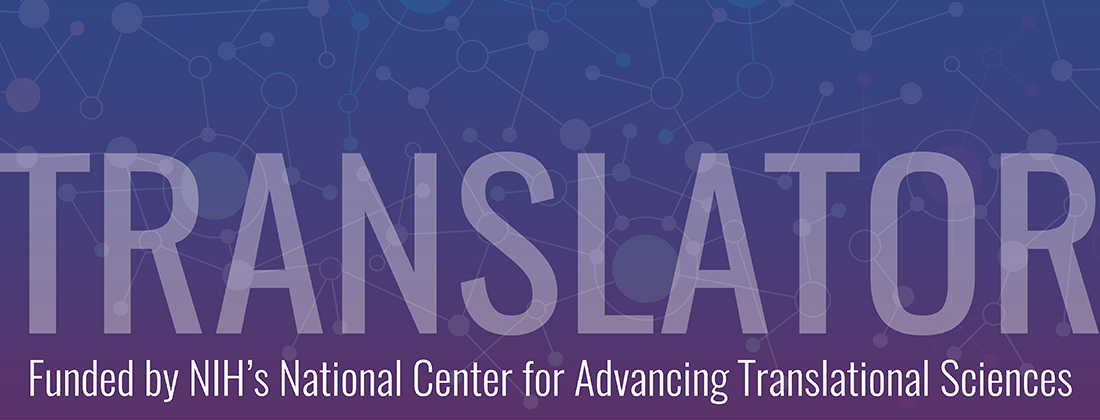 TRANSLATOR
Funded by NIH’s National Center for Advancing Translational Sciences